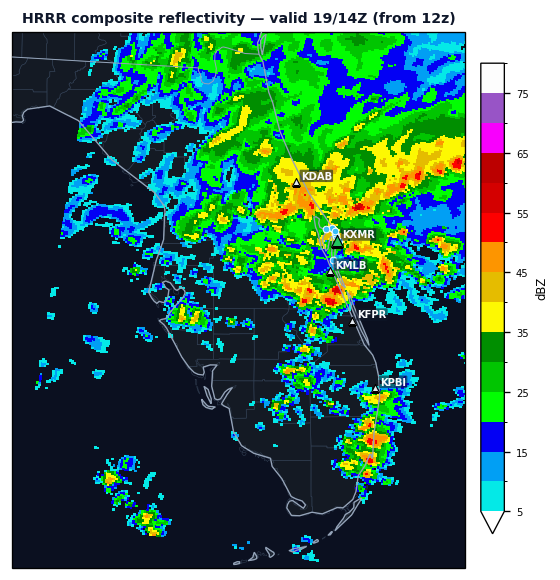 HRRR composite reflectivity — valid 19/14Z (from 12z)
KDAB
KXMR
KMLB
KFPR
KPBI
75
65
55
45
35
25
15
5
dBZ